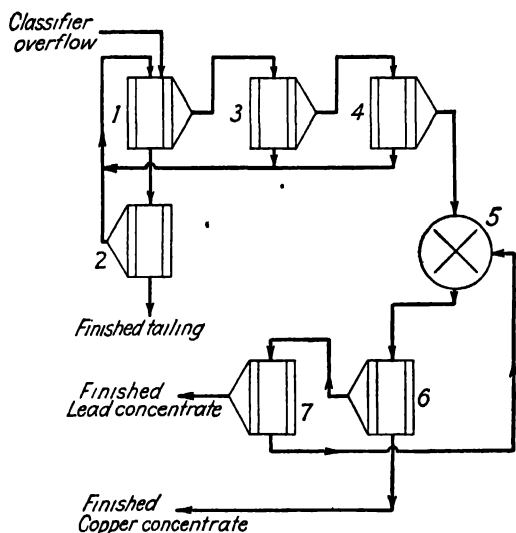 Classifier
overflow
1
3
4
5
2
Finished tailing
Finished
Lead concentrate
7
6
Finished
Copper concentrate